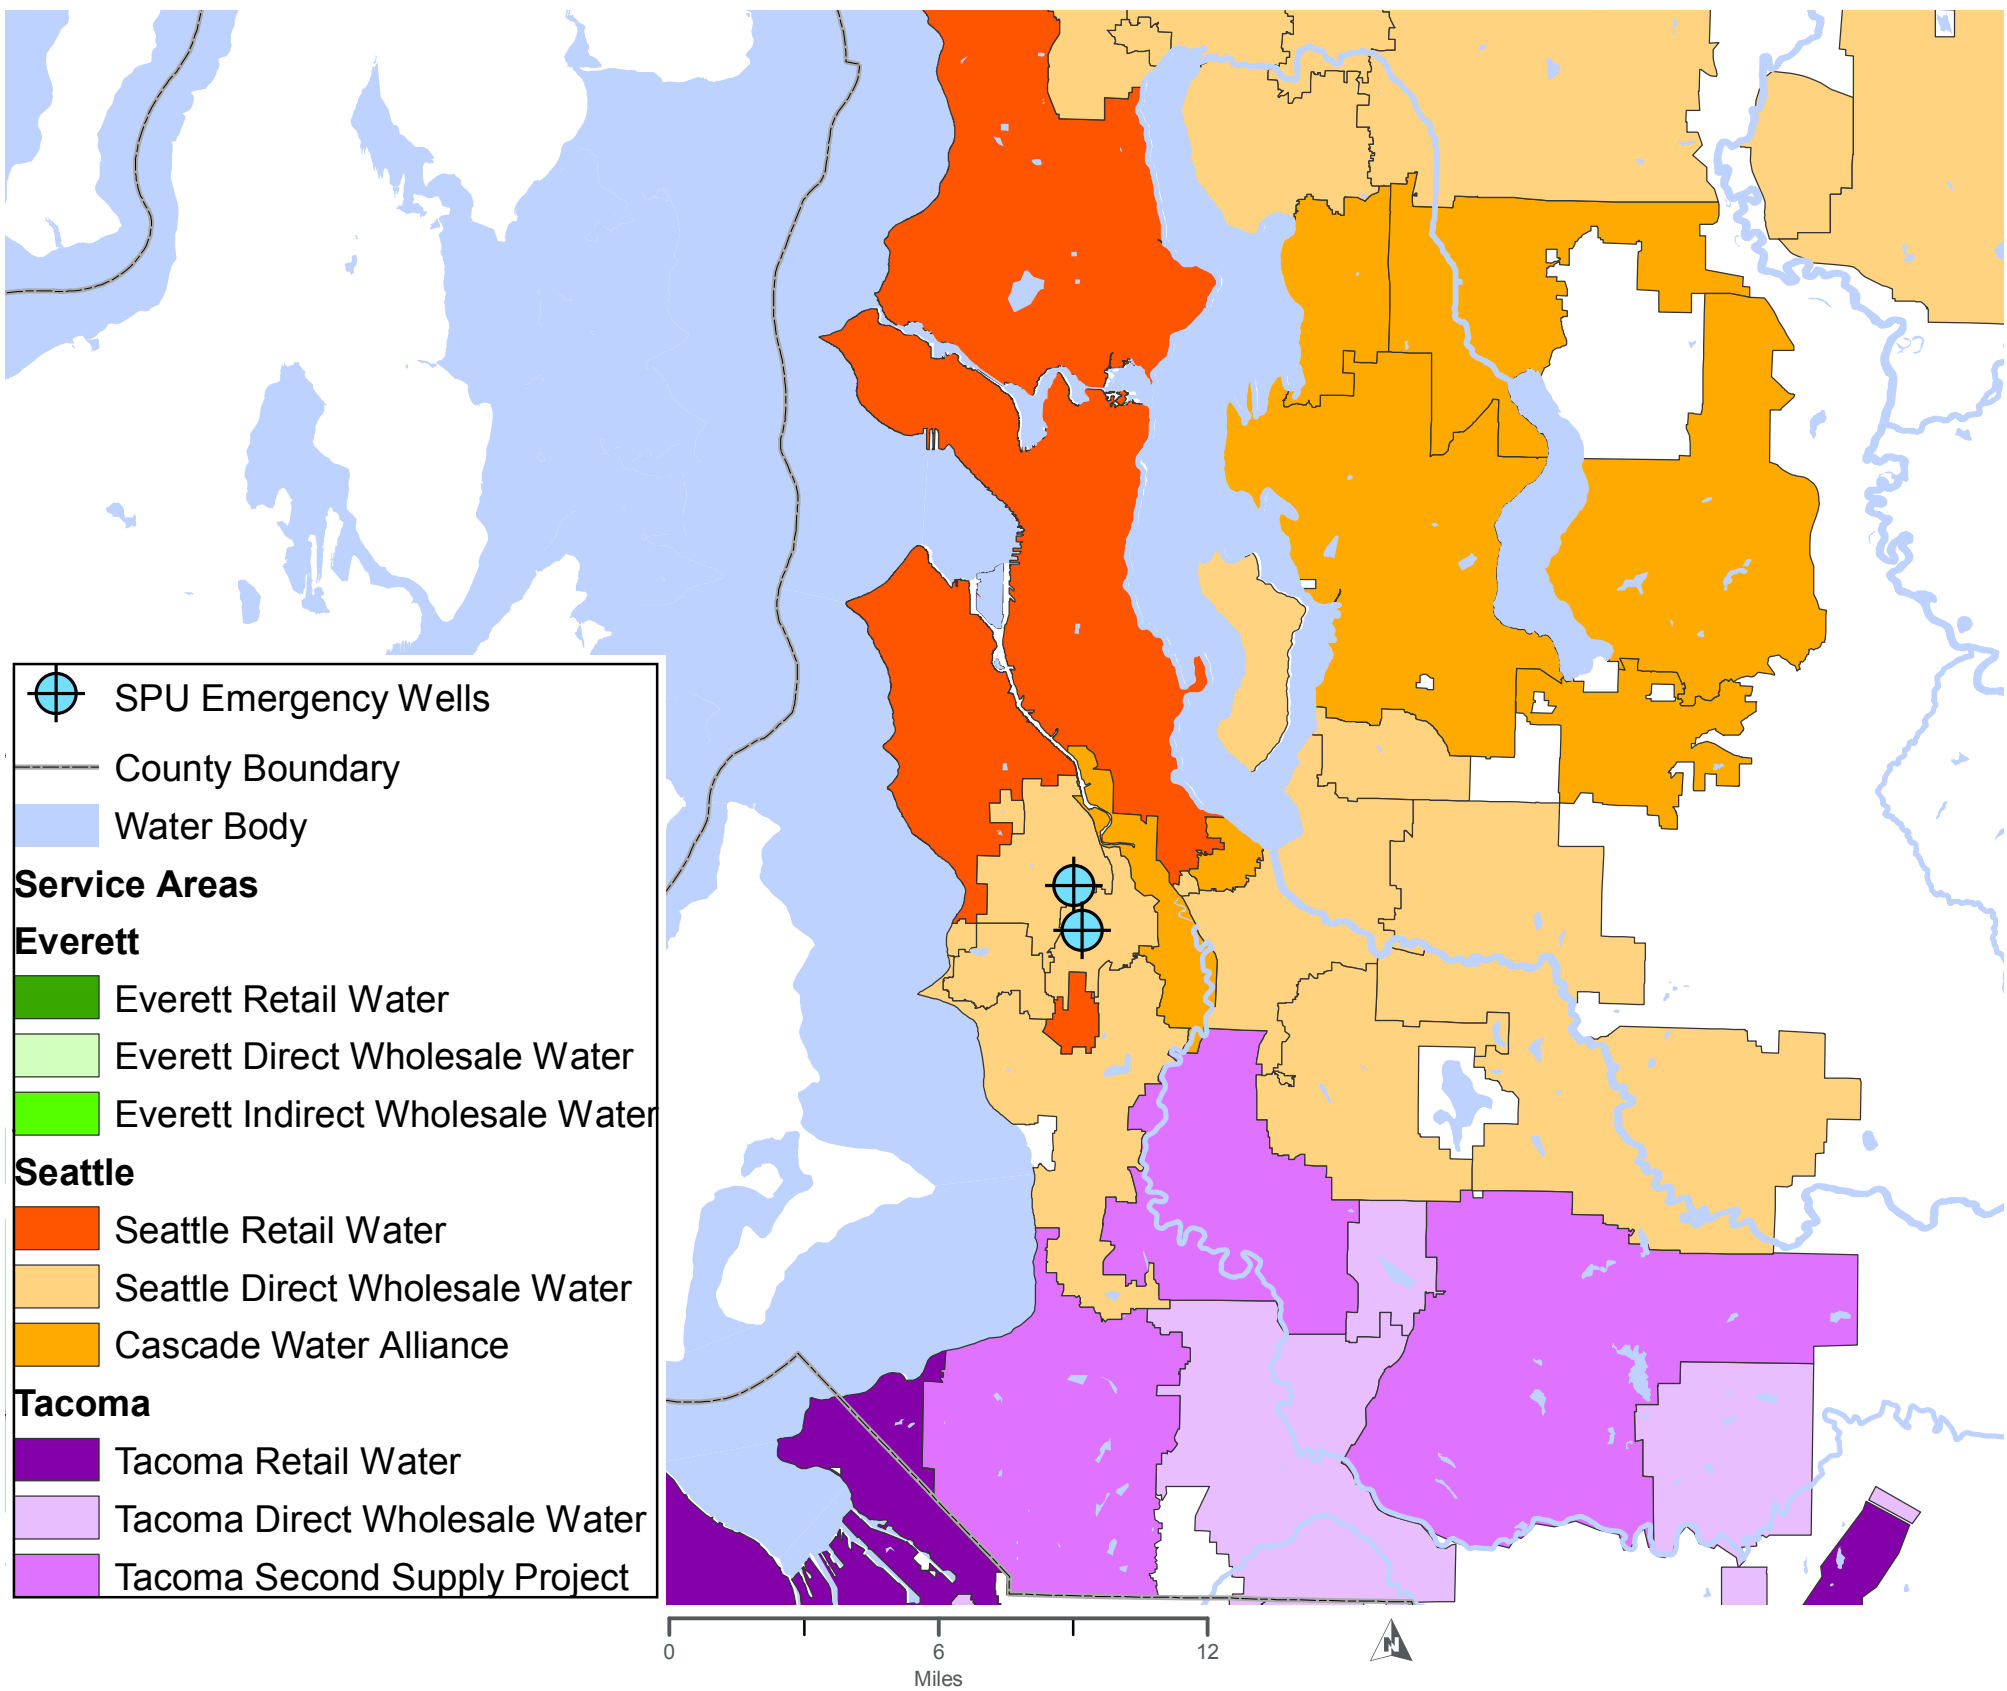 SPU Emergency Wells
County Boundary
Water Body
Service Areas
Everett
Everett Retail Water
Everett Direct Wholesale Water
Everett Indirect Wholesale Water
Seattle
Seattle Retail Water
Seattle Direct Wholesale Water
Cascade Water Alliance
Tacoma
Tacoma Retail Water
Tacoma Direct Wholesale Water
Tacoma Second Supply Project
0 6 12
Miles
N